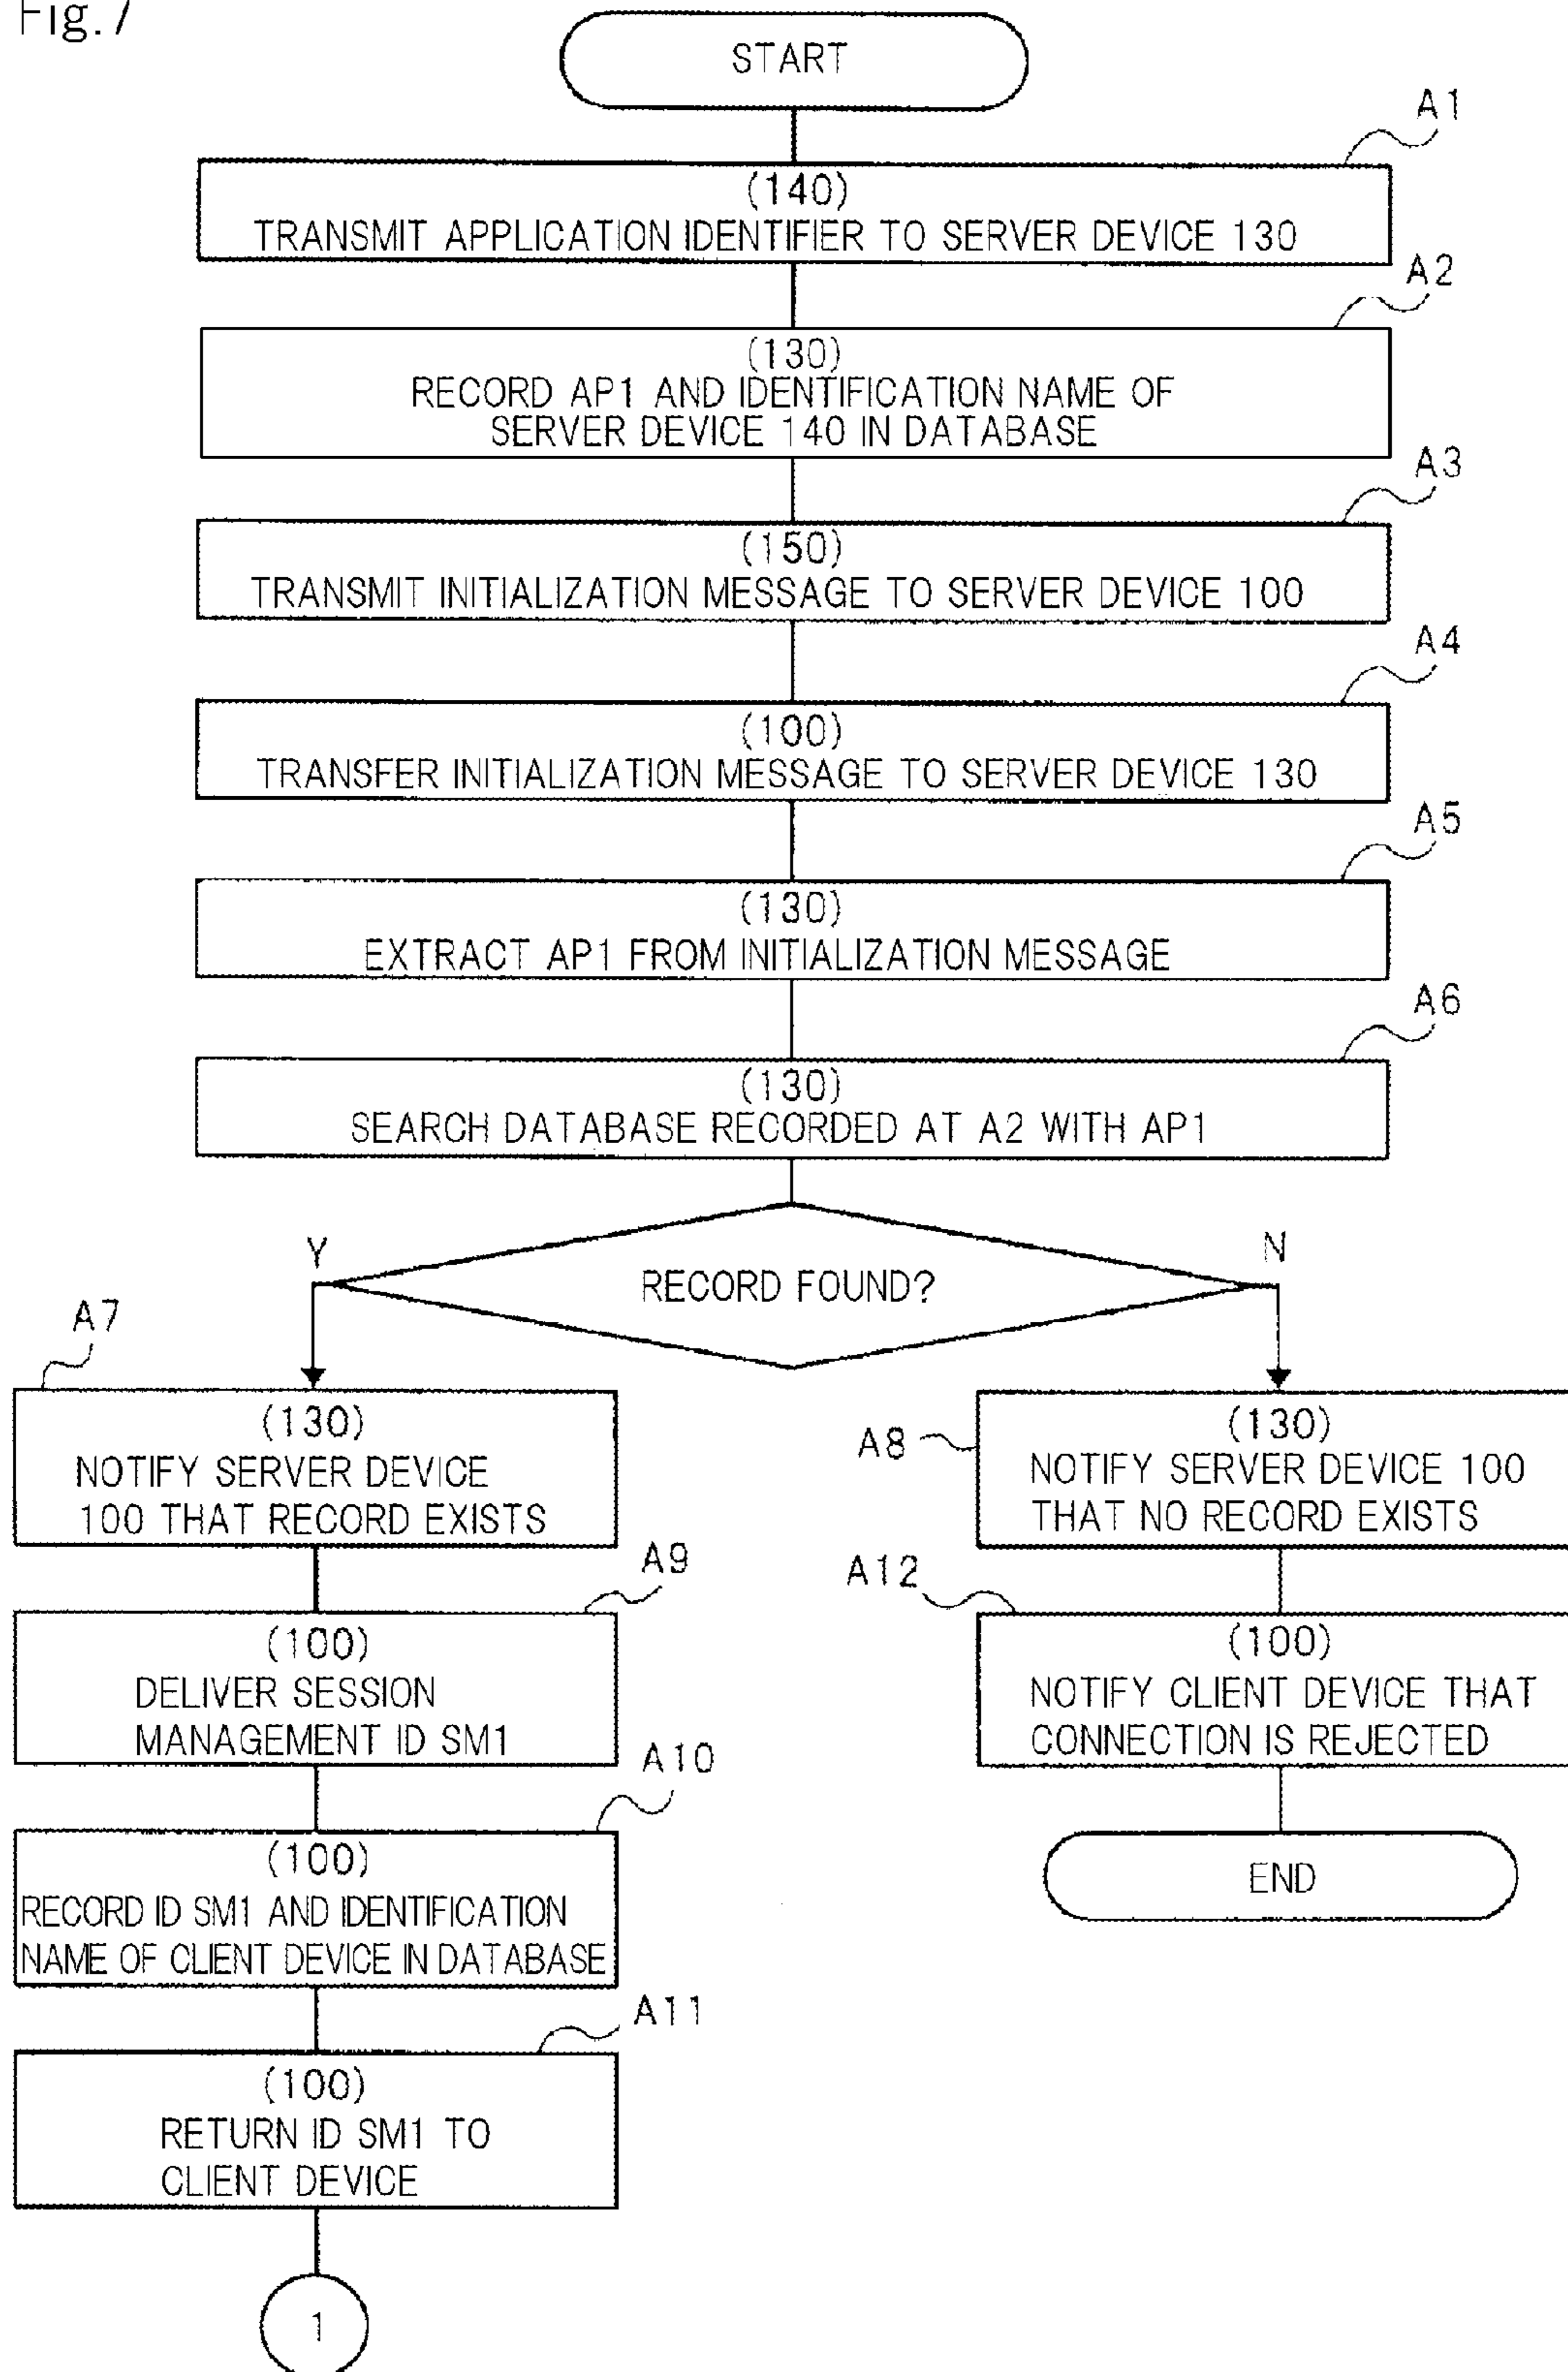 Fig.7
START
A1
(140)
TRANSMIT APPLICATION IDENTIFIER TO SERVER DEVICE 130
A2
(130)
RECORD AP1 AND IDENTIFICATION NAME OF
SERVER DEVICE 140 IN DATABASE
A3
(150)
TRANSMIT INITIALIZATION MESSAGE TO SERVER DEVICE 100
A4
(100)
TRANSFER INITIALIZATION MESSAGE TO SERVER DEVICE 130
A5
(130)
EXTRACT AP1 FROM INITIALIZATION MESSAGE
A6
(130)
SEARCH DATABASE RECORDED AT A2 WITH AP1
RECORD FOUND?
Y
N
A7
(130)
NOTIFY SERVER DEVICE
100 THAT RECORD EXISTS
A8
(130)
NOTIFY SERVER DEVICE 100
THAT NO RECORD EXISTS
A9
(100)
DELIVER SESSION
MANAGEMENT ID SM1
A12
(100)
NOTIFY CLIENT DEVICE THAT
CONNECTION IS REJECTED
A10
(100)
RECORD ID SM1 AND IDENTIFICATION
NAME OF CLIENT DEVICE IN DATABASE
END
A11
(100)
RETURN ID SM1 TO
CLIENT DEVICE
1